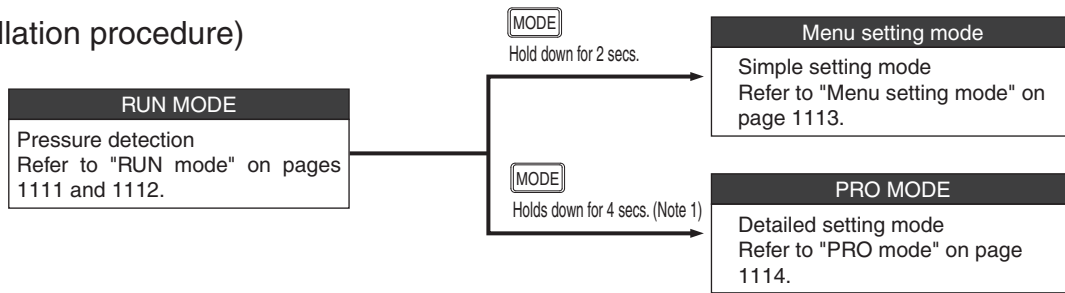 llation procedure)
RUN MODE
Pressure detection
Refer to "RUN mode" on pages
1111 and 1112.
MODE
Hold down for 2 secs.
Menu setting mode
Simple setting mode
Refer to "Menu setting mode" on
page 1113.
MODE
Holds down for 4 secs. (Note 1)
PRO MODE
Detailed setting mode
Refer to "PRO mode" on page
1114.